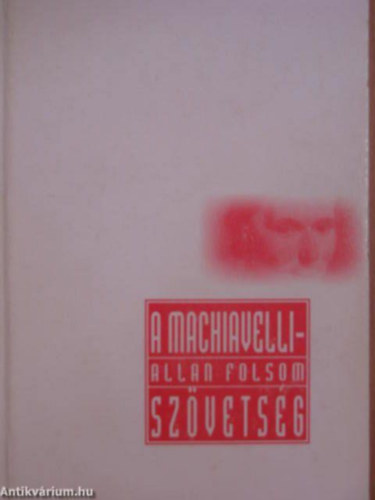 A MACHIAVELLI-
ALLAN FOLSOM
SZÖVETSÉG
Antikvárium.hu